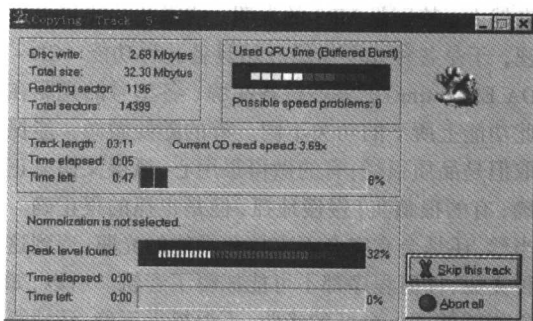 Copying Track 5
Disc write: 2.68 Mbytes
Total size: 32.30 Mbytus
Reading sector: 1196
Total sectors: 14399
Used CPU time (Buffered Burst)
Possible speed problems: 0
Track length: 03:11 Current CD read speed: 3.69x
Time elapsed: 0:05
Time left: 0:47 6%
Normalization is not selected.
Peak level found: 32%
Time elapsed: 0:00
Time left: 0:00 0%
Skip this track
Abort all